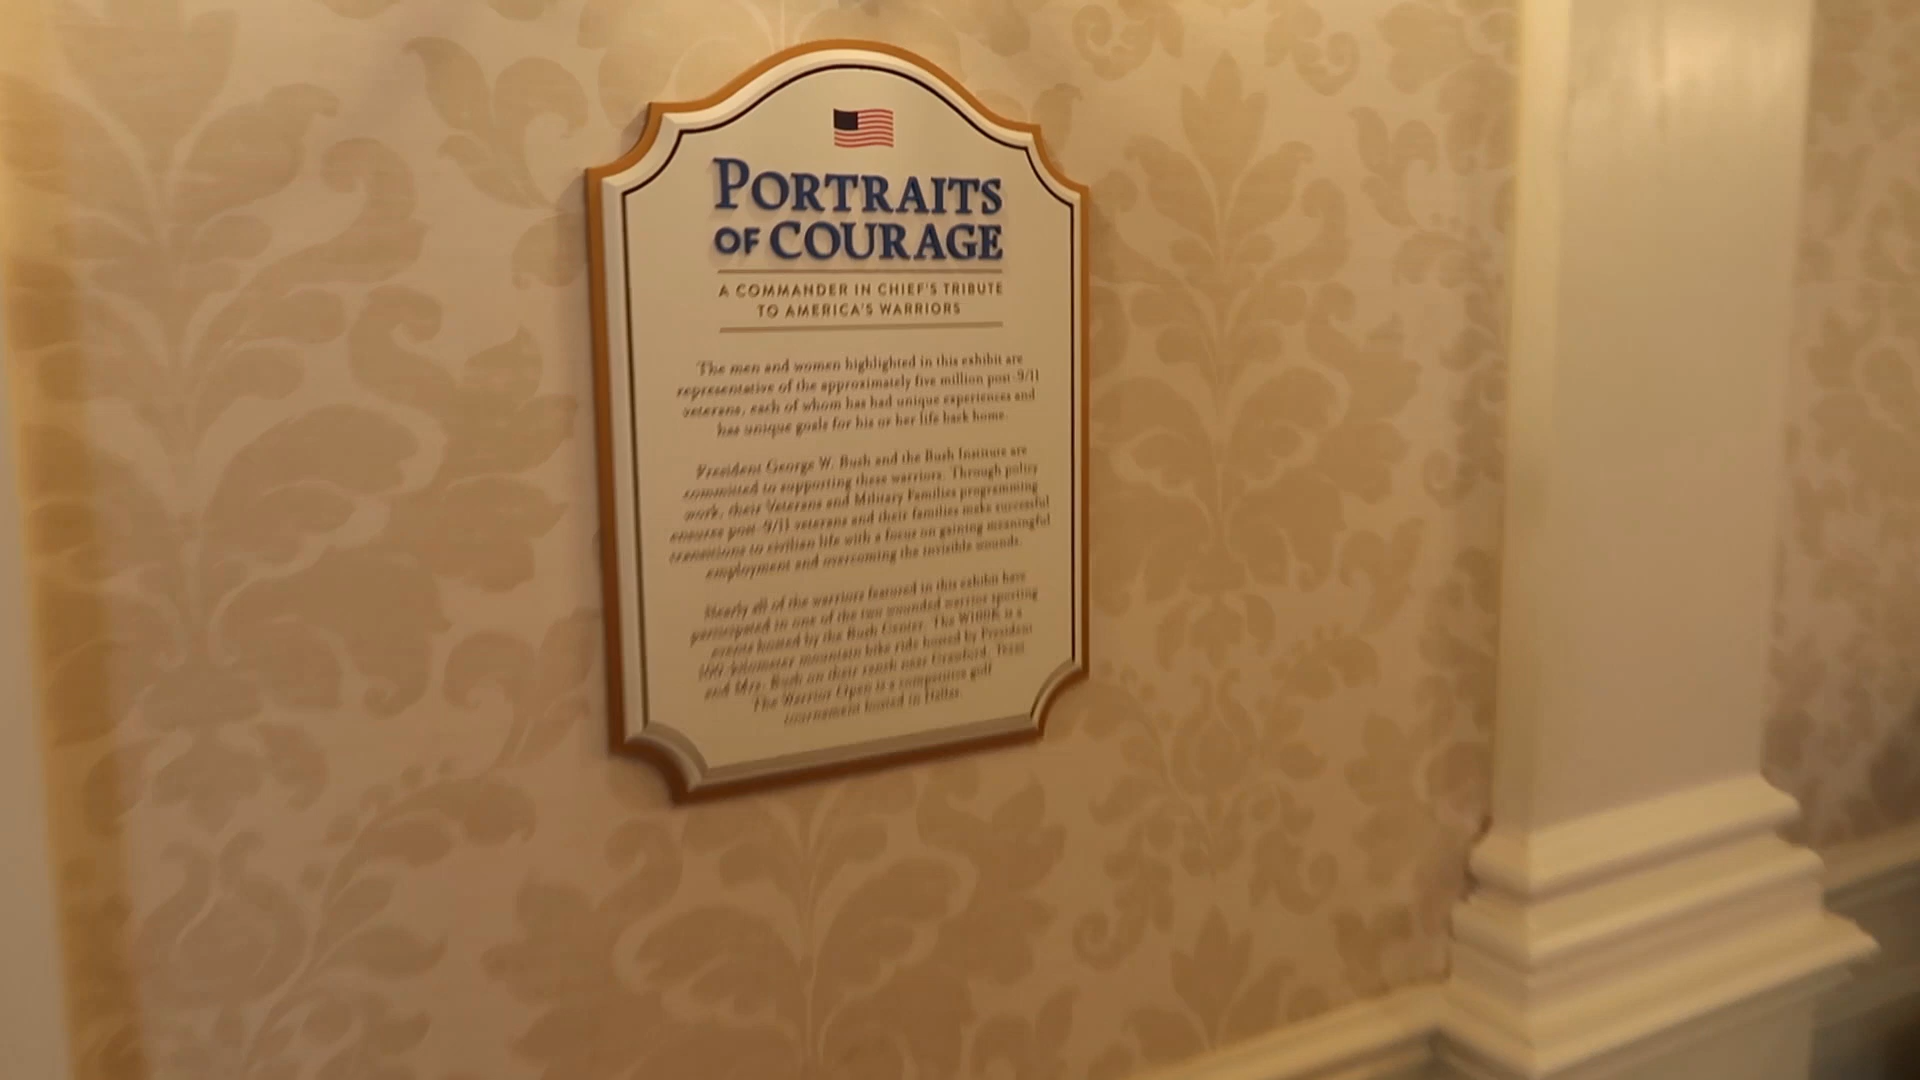 PORTRAITS
OF COURAGE
A COMMANDER IN CHIEF'S TRIBUTE
TO AMERICA'S WARRIORS
The men and women highlighted in this exhibit are
representative of the approximately five million post-9/11
veterans, each of whom has had unique experiences and
has unique goals for his or her life back home.
President George W. Bush and the Bush Institute are
committed to supporting these warriors. Through policy
work, their Veterans and Military Families programming
ensures post-9/11 veterans and their families make successful
transitions to civilian life with a focus on gaining meaningful
employment and overcoming the invisible wounds.
Nearly all of the warriors featured in this exhibit have
participated in one of the two wounded warrior sporting
events hosted by the Bush Center. The W100K is a
100-kilometer mountain bike ride hosted by President
and Mrs. Bush on their ranch near Crawford, Texas.
The Warrior Open is a competitive golf
tournament hosted in Dallas.